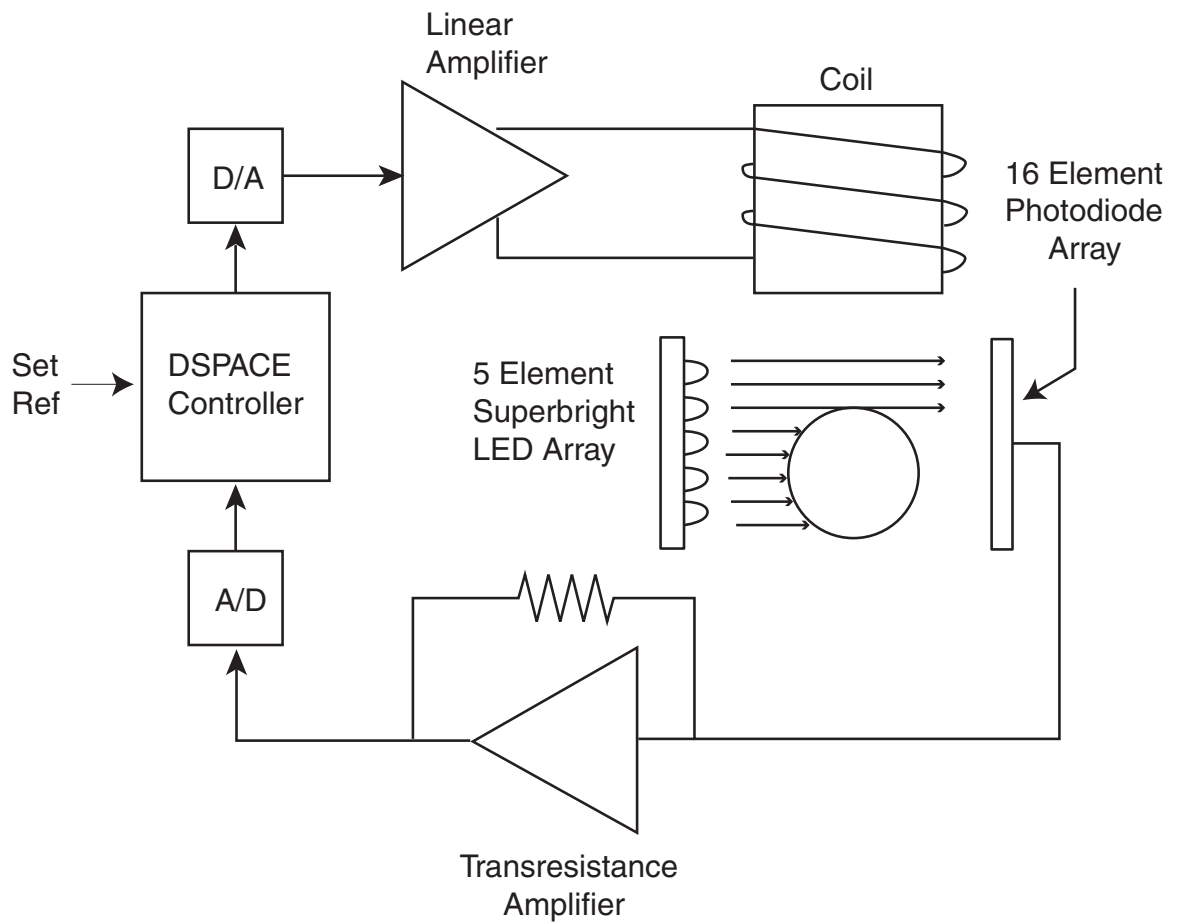 Linear
Amplifier
Coil
D/A
16 Element
Photodiode
Array
Set
Ref
DSPACE
Controller
5 Element
Superbright
LED Array
A/D
Transresistance
Amplifier